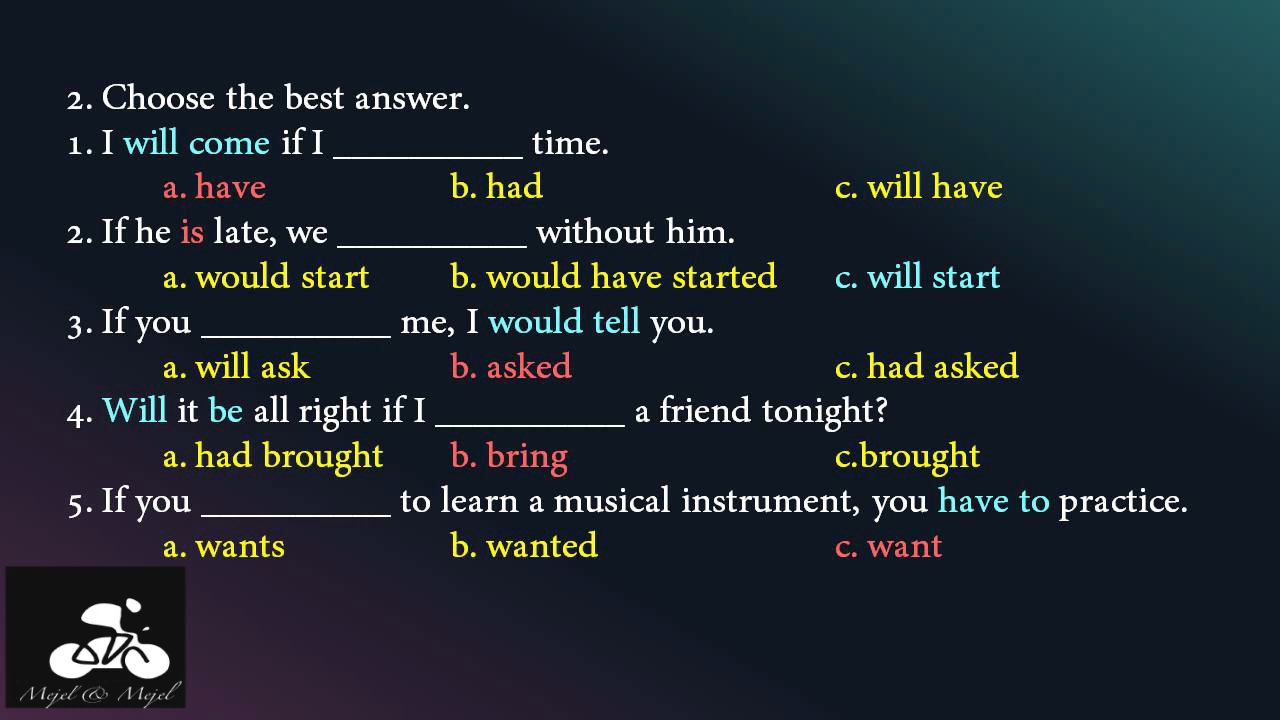 2. Choose the best answer.
1. I will come if I __________ time.
a. have b. had c. will have
2. If he is late, we __________ without him.
a. would start b. would have started c. will start
3. If you __________ me, I would tell you.
a. will ask b. asked c. had asked
4. Will it be all right if I __________ a friend tonight?
a. had brought b. bring c.brought
5. If you __________ to learn a musical instrument, you have to practice.
a. wants b. wanted c. want
Mejel & Mejel